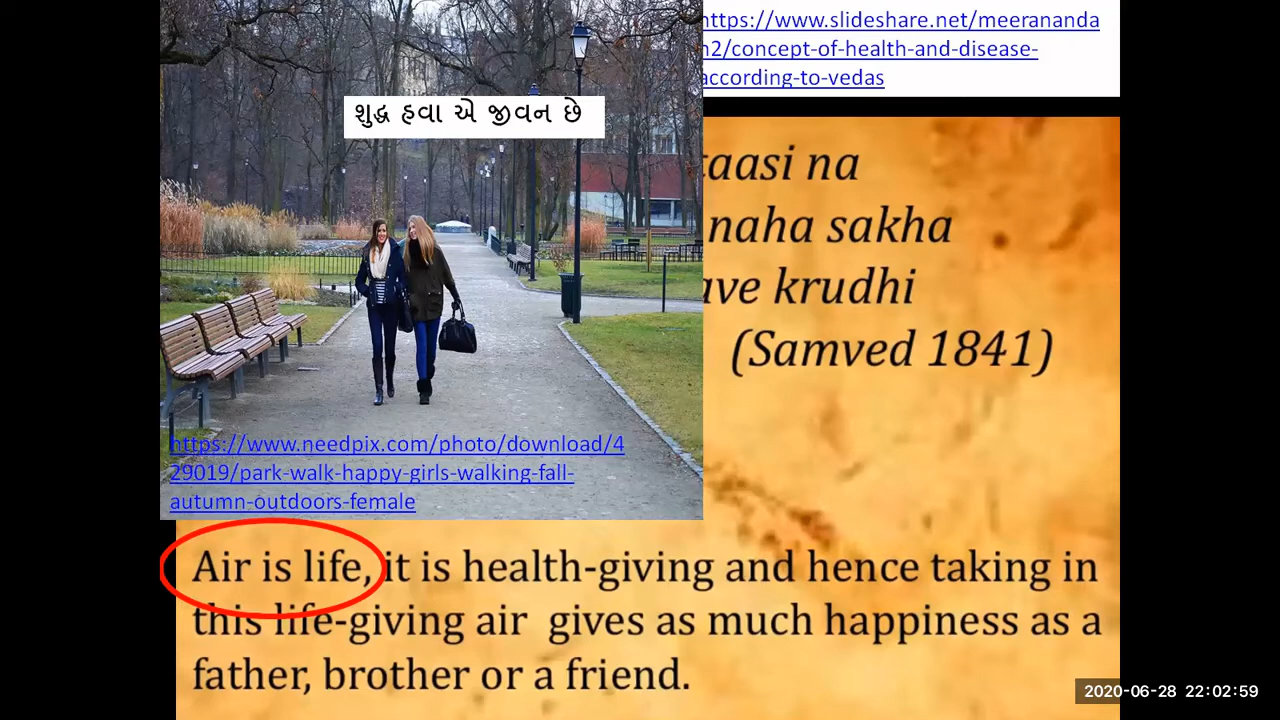 શુદ્ધ હવા એ જીવન છે
https://www.needpix.com/photo/download/4
29019/park-walk-happy-girls-walking-fall-
autumn-outdoors-female
https://www.slideshare.net/meerananda
n2/concept-of-health-and-disease-
according-to-vedas
na
naha sakha
krudhi
(Samved 1841)
Air is life, it is health-giving and hence taking in
this life-giving air gives as much happiness as a
father, brother or a friend.
2020-06-28 22:02:59